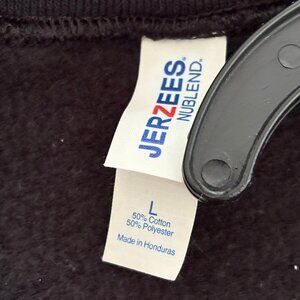 JERZEES
NUBLEND.
L
50% Cotton
50% Polyester
Made in Honduras